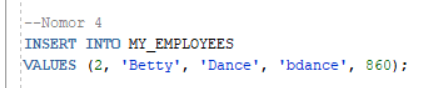 --Nomor 4
INSERT INTO MY_EMPLOYEES
VALUES (2, 'Betty', 'Dance', 'bdance', 860);